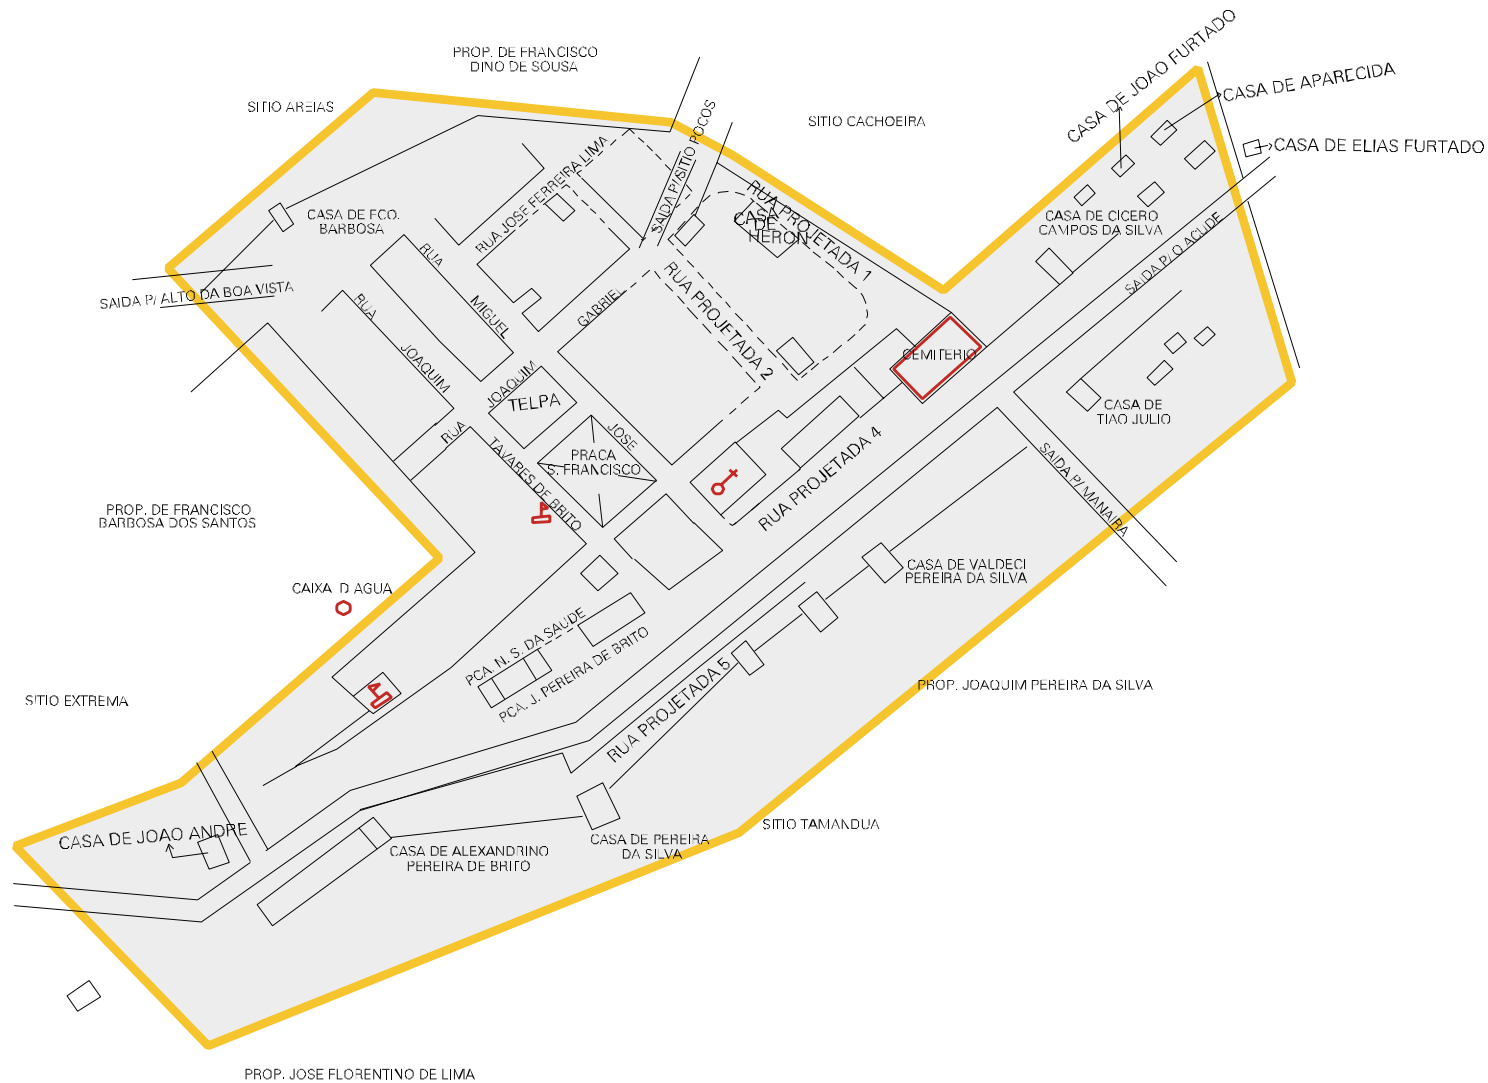 PROP. DE FRANCISCO
DINO DE SOUSA
SITIO AREIAS
SITIO CACHOEIRA
CASA DE JOAO FURTADO
CASA DE APARECIDA
CASA DE ELIAS FURTADO
SAIDA P/ SITIO POCOS
RUA JOSE FERREIRA LIMA
CASA DE FCO.
BARBOSA
RUA PROJETADA 1
CASA
DE
HERON
CASA DE CICERO
CAMPOS DA SILVA
SAIDA P/ O ACUDE
SAIDA P/ ALTO DA BOA VISTA
RUA
MIGUEL
GABRIEL
RUA
JOAQUIM
RUA PROJETADA 2
CEMITERIO
JOAQUIM
TELPA
RUA
JOSE
PRACA
S. FRANCISCO
TAVARES DE BRITO
CASA DE
TIAO JULIO
RUA PROJETADA 4
SAIDA P/ MANAIRA
PROP. DE FRANCISCO
BARBOSA DOS SANTOS
CAIXA D AGUA
CASA DE VALDECI
PEREIRA DA SILVA
PCA. N. S. DA SAUDE
PCA. J. PEREIRA DE BRITO
RUA PROJETADA 5
PROP. JOAQUIM PEREIRA DA SILVA
SITIO EXTREMA
SITIO TAMANDUA
CASA DE JOAO ANDRE
CASA DE PEREIRA
DA SILVA
CASA DE ALEXANDRINO
PEREIRA DE BRITO
PROP. JOSE FLORENTINO DE LIMA